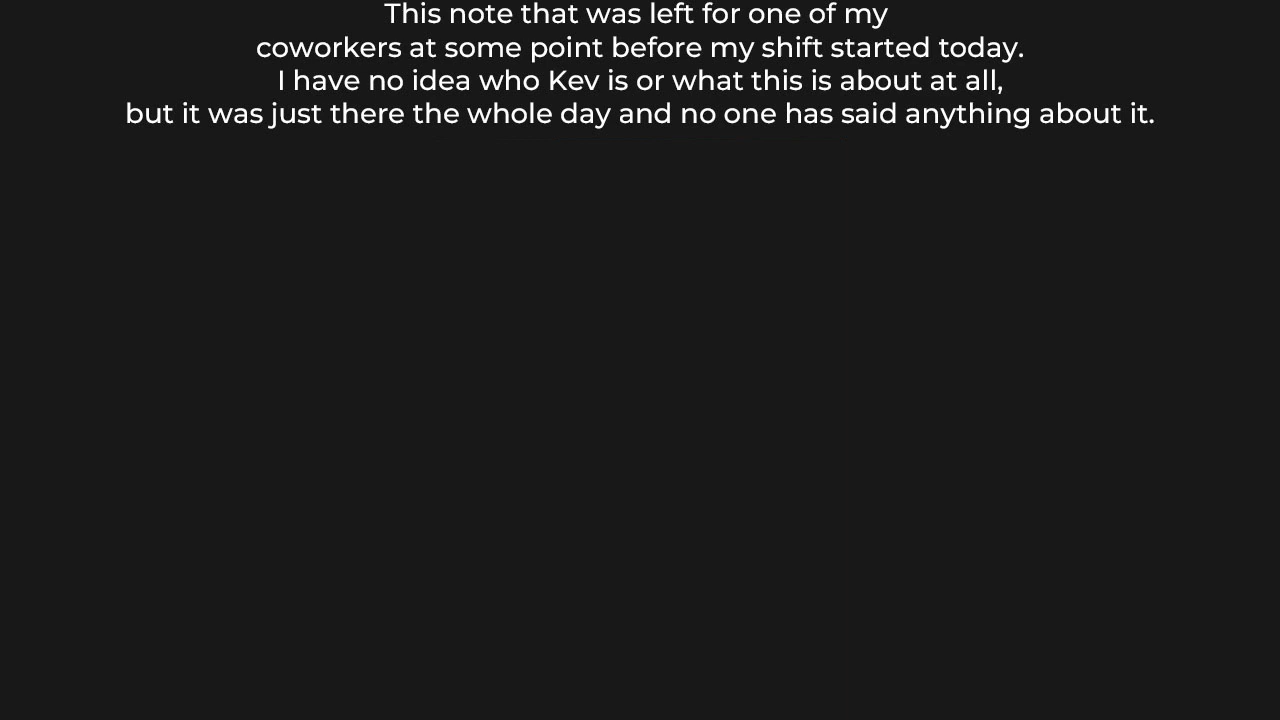 This note that was left for one of my
coworkers at some point before my shift started today.
I have no idea who Kev is or what this is about at all,
but it was just there the whole day and no one has said anything about it.